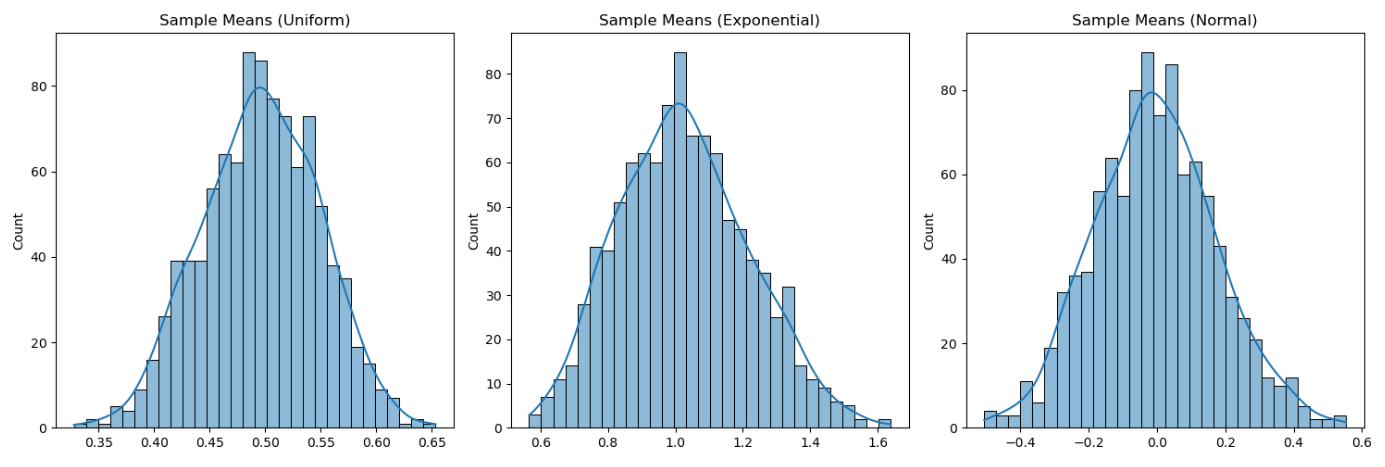 Sample Means (Uniform)
Count
80
60
40
20
0
0.35 0.40 0.45 0.50 0.55 0.60 0.65
Sample Means (Exponential)
Count
80
70
60
50
40
30
20
10
0
0.6 0.8 1.0 1.2 1.4 1.6
Sample Means (Normal)
Count
80
60
40
20
0
−0.4 −0.2 0.0 0.2 0.4 0.6